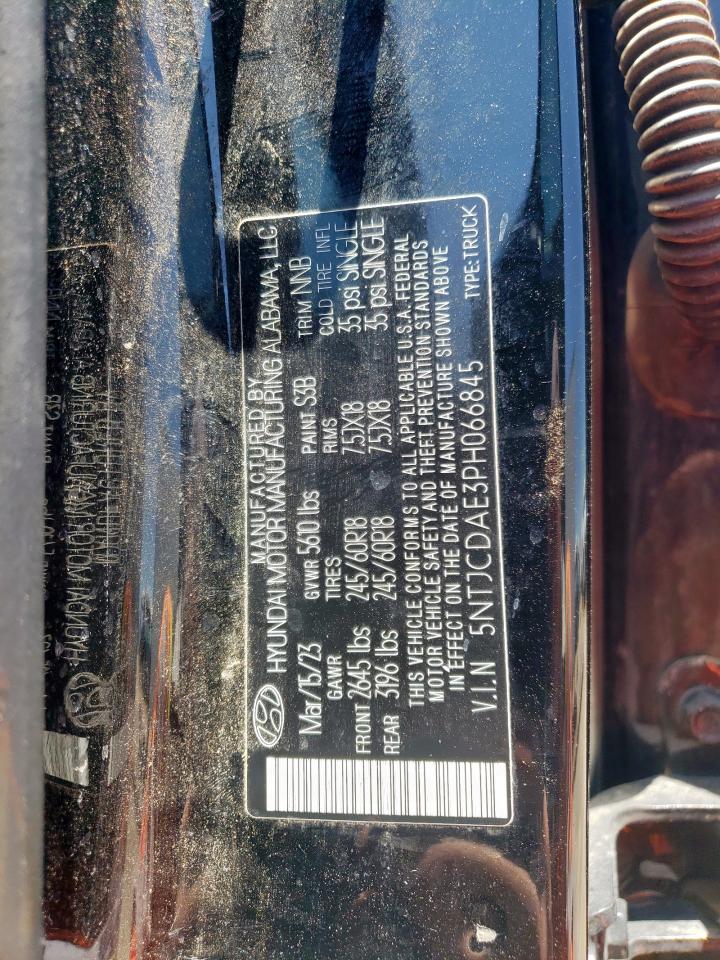 MANUFACTURED BY
HYUNDAI MOTOR MANUFACTURING ALABAMA, LLC
Mar/15/23 GVWR 5610 lbs PAINT S3B TRIM NNB
GAWR TIRES RIMS COLD TIRE INFL
FRONT 2645 lbs 245/60R18 7.5JX18 35 psi SINGLE
REAR 3196 lbs 245/60R18 7.5JX18 35 psi SINGLE
THIS VEHICLE CONFORMS TO ALL APPLICABLE U.S.A. FEDERAL
MOTOR VEHICLE SAFETY AND THEFT PREVENTION STANDARDS
IN EFFECT ON THE DATE OF MANUFACTURE SHOWN ABOVE
V.I.N 5NTJCDAE3PH066845 TYPE:TRUCK